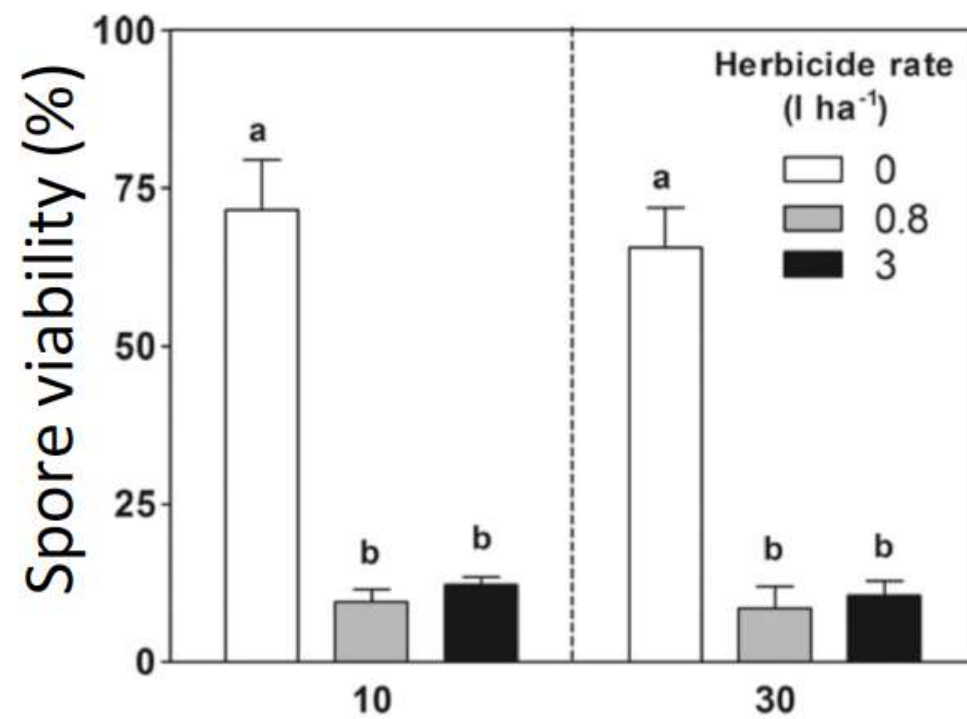 Spore viability (%)
100
75
50
25
0
a
b
b
a
b
b
Herbicide rate
(l ha⁻¹)
0
0.8
3
10
30